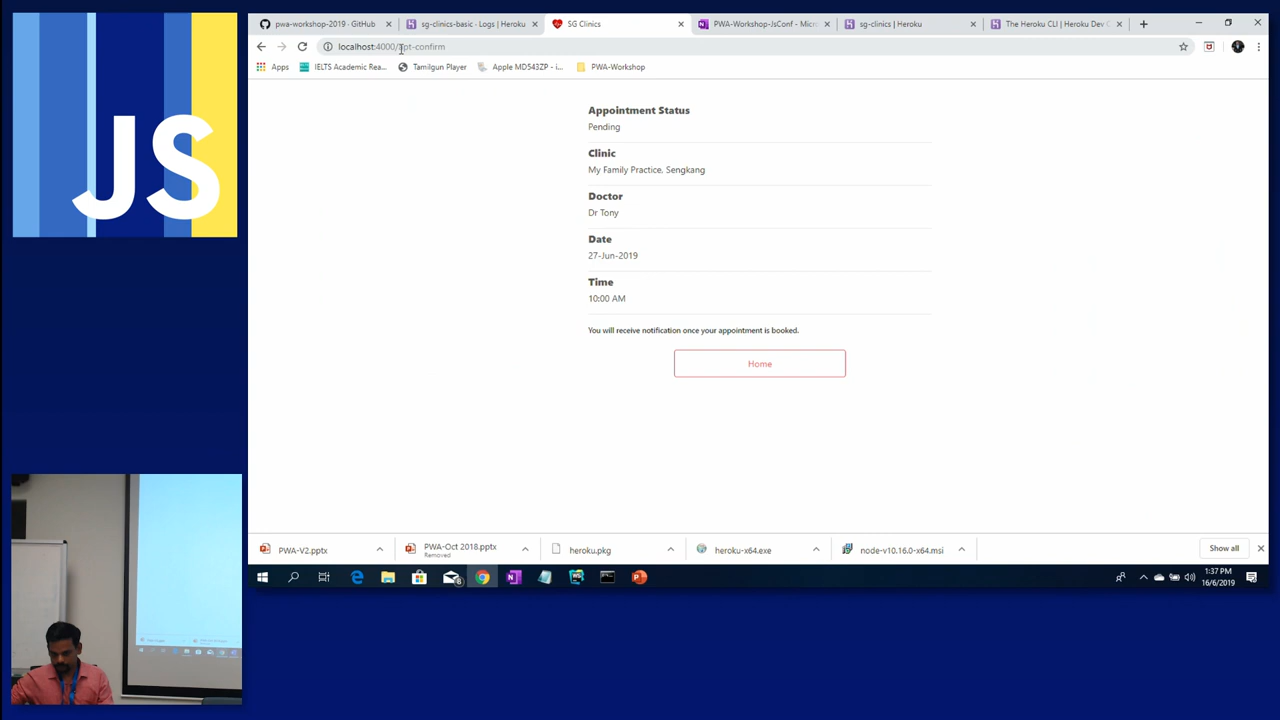 JS
pwa-workshop-2019 · GitHub
sg-clinics-basic - Logs | Heroku
SG Clinics
PWA-Workshop-JsConf - Micro
sg-clinics | Heroku
The Heroku CLI | Heroku Dev C
localhost:4000/apt-confirm
Apps
IELTS Academic Rea...
Tamilgun Player
Apple MD543ZP - i...
PWA-Workshop
Appointment Status
Pending
Clinic
My Family Practice, Sengkang
Doctor
Dr Tony
Date
27-Jun-2019
Time
10:00 AM
You will receive notification once your appointment is booked.
Home
PWA-V2.pptx
PWA-Oct 2018.pptx
Removed
heroku.pkg
heroku-x64.exe
node-v10.16.0-x64.msi
Show all
1:37 PM
16/6/2019